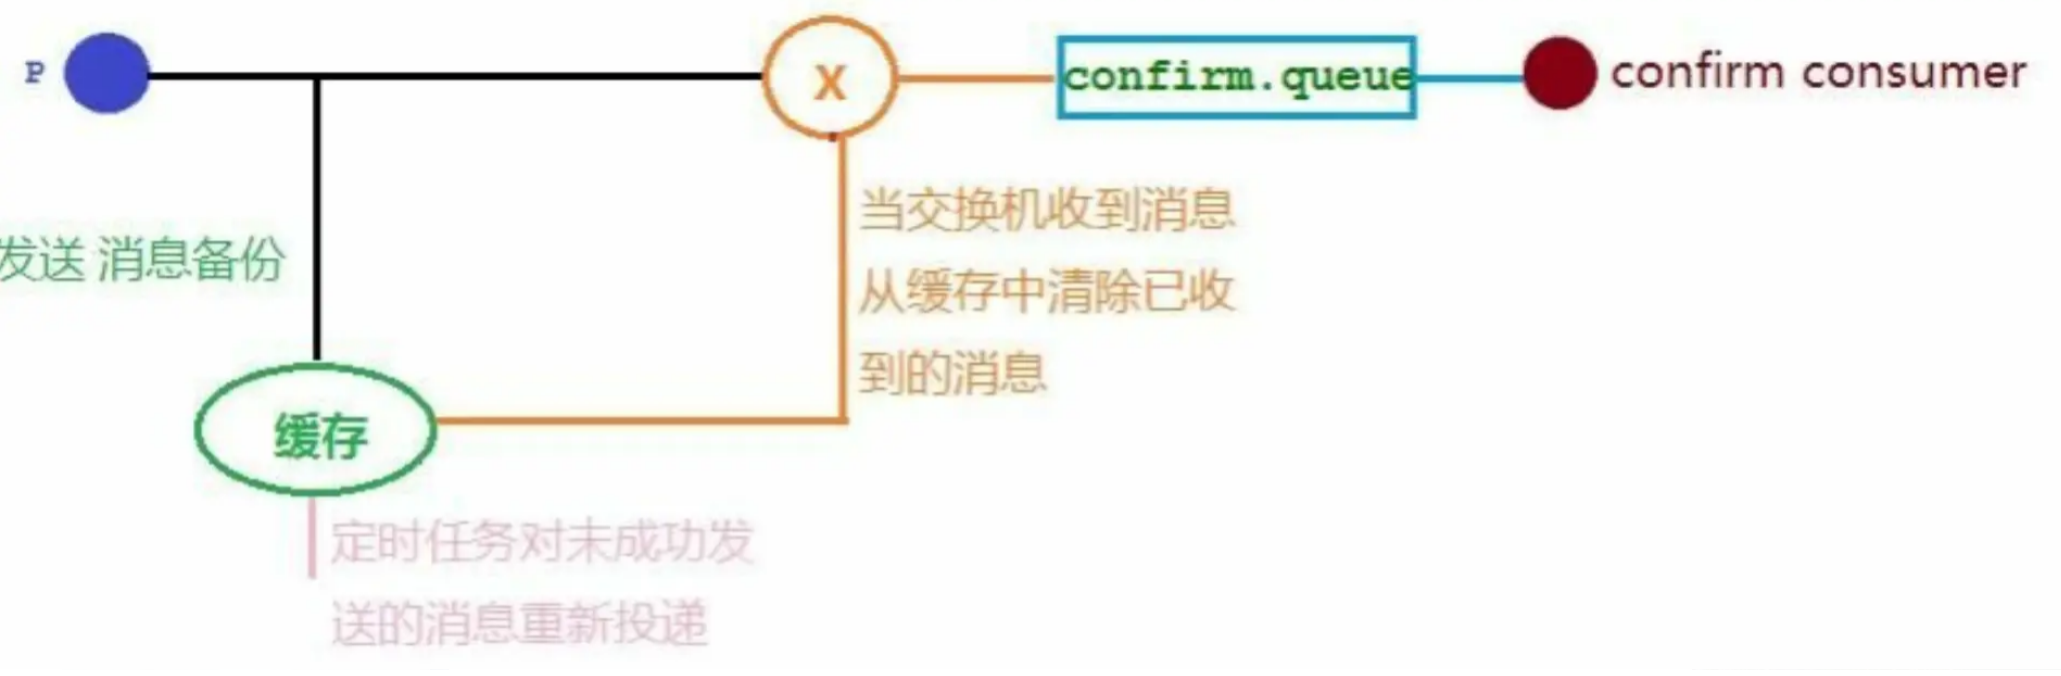 P
X
confirm.queue
confirm consumer
当交换机收到消息
从缓存中清除已收
到的消息
发送 消息备份
缓存
定时任务对未成功发
送的消息重新投递